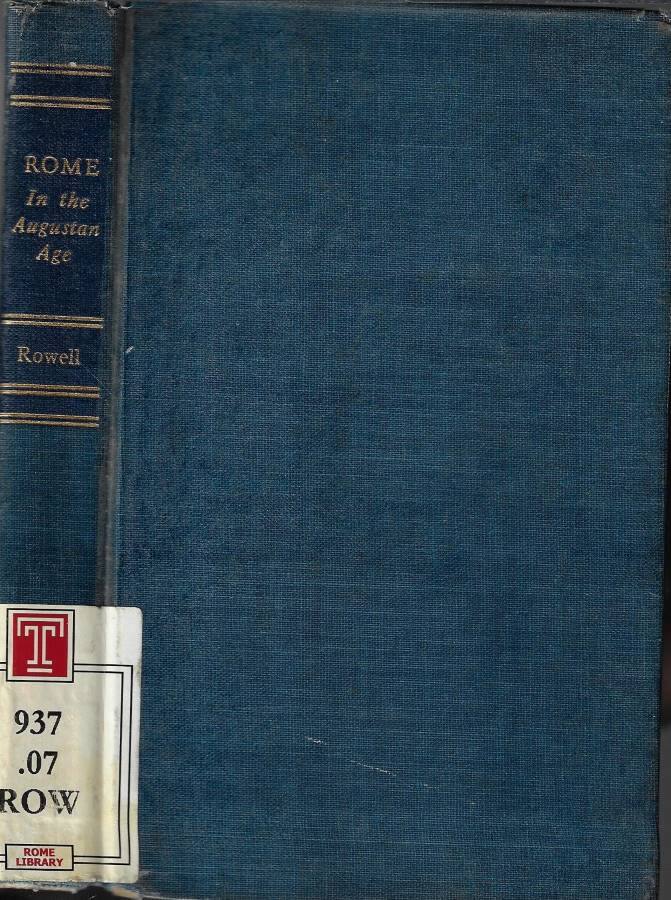 ROME
In the
Augustan
Age
Rowell
T
937
.07
ROW
ROME
LIBRARY